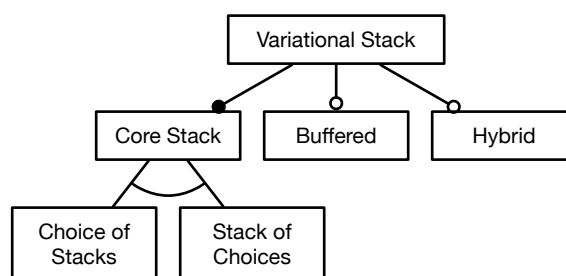 Variational Stack
Core Stack
Buffered
Hybrid
Choice of
Stacks
Stack of
Choices